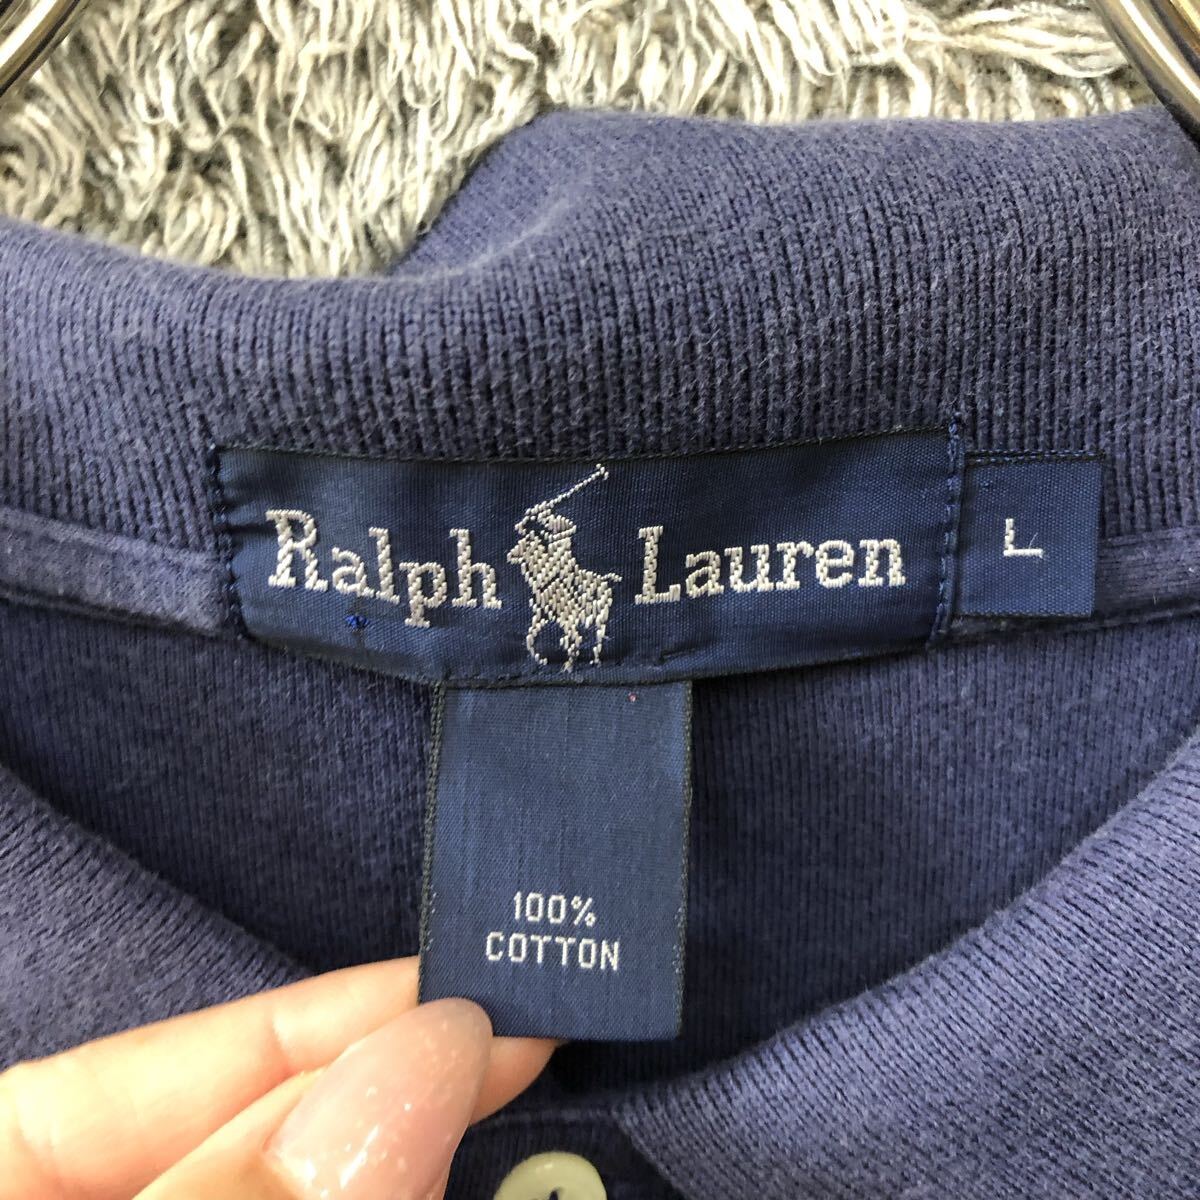 Ralph Lauren
L
100%
COTTON